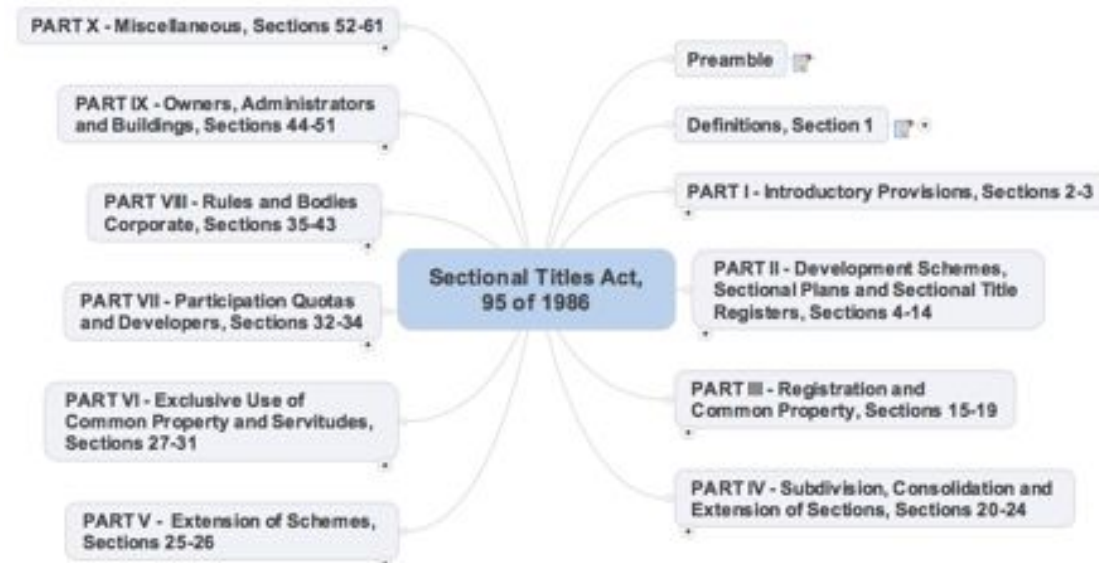 Sectional Titles Act,
95 of 1986
Preamble
Definitions, Section 1
PART I - Introductory Provisions, Sections 2-3
PART II - Development Schemes,
Sectional Plans and Sectional Title
Registers, Sections 4-14
PART III - Registration and
Common Property, Sections 15-19
PART IV - Subdivision, Consolidation and
Extension of Sections, Sections 20-24
PART V - Extension of Schemes,
Sections 25-26
PART VI - Exclusive Use of
Common Property and Servitudes,
Sections 27-31
PART VII - Participation Quotas
and Developers, Sections 32-34
PART VIII - Rules and Bodies
Corporate, Sections 35-43
PART IX - Owners, Administrators
and Buildings, Sections 44-51
PART X - Miscellaneous, Sections 52-61